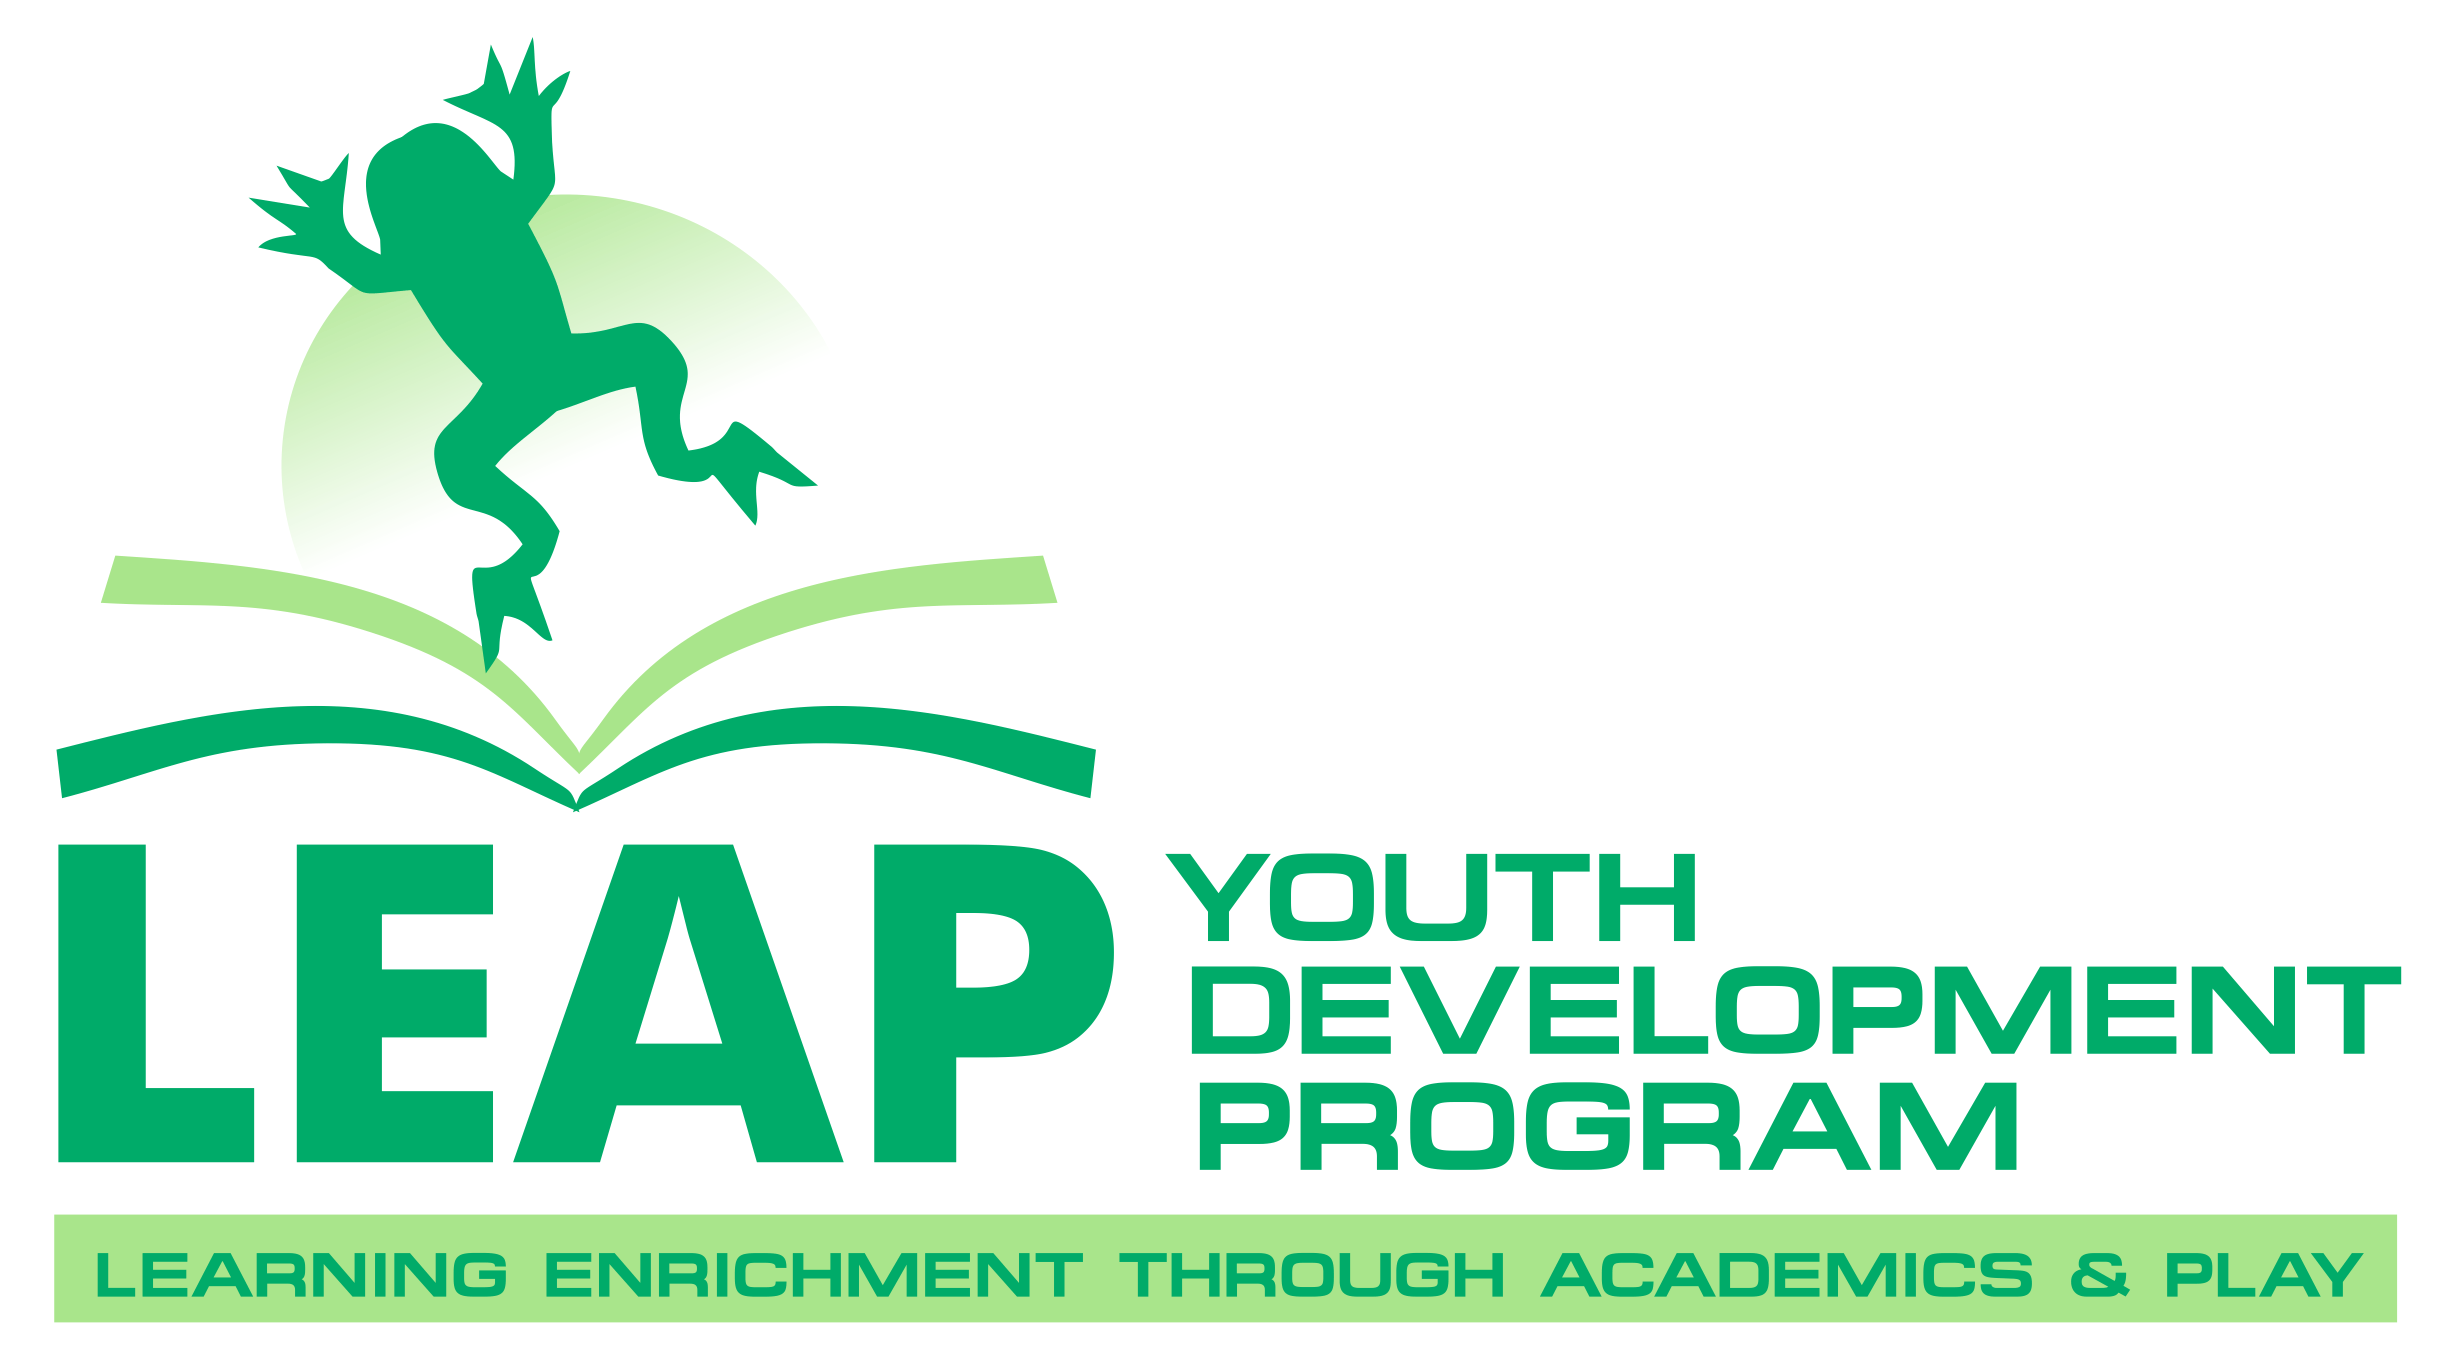 LEAP
YOUTH
DEVELOPMENT
PROGRAM
LEARNING ENRICHMENT THROUGH ACADEMICS & PLAY